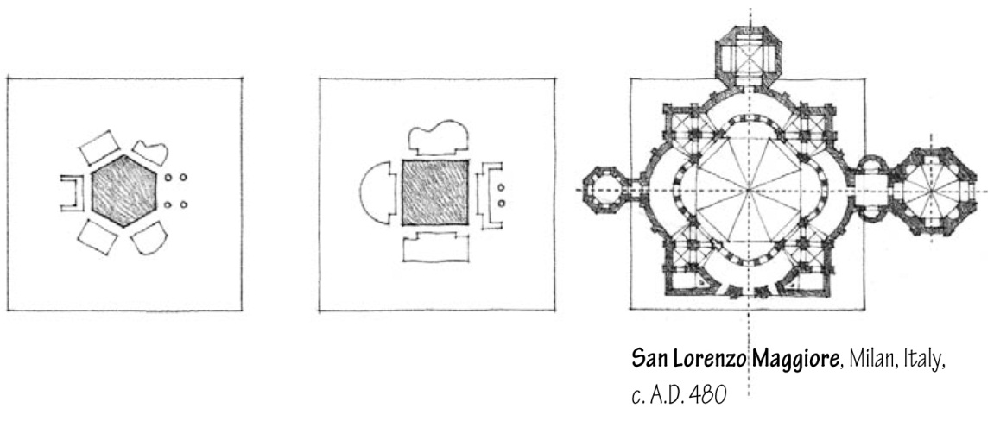 San Lorenzo Maggiore, Milan, Italy,
c. A.D. 480